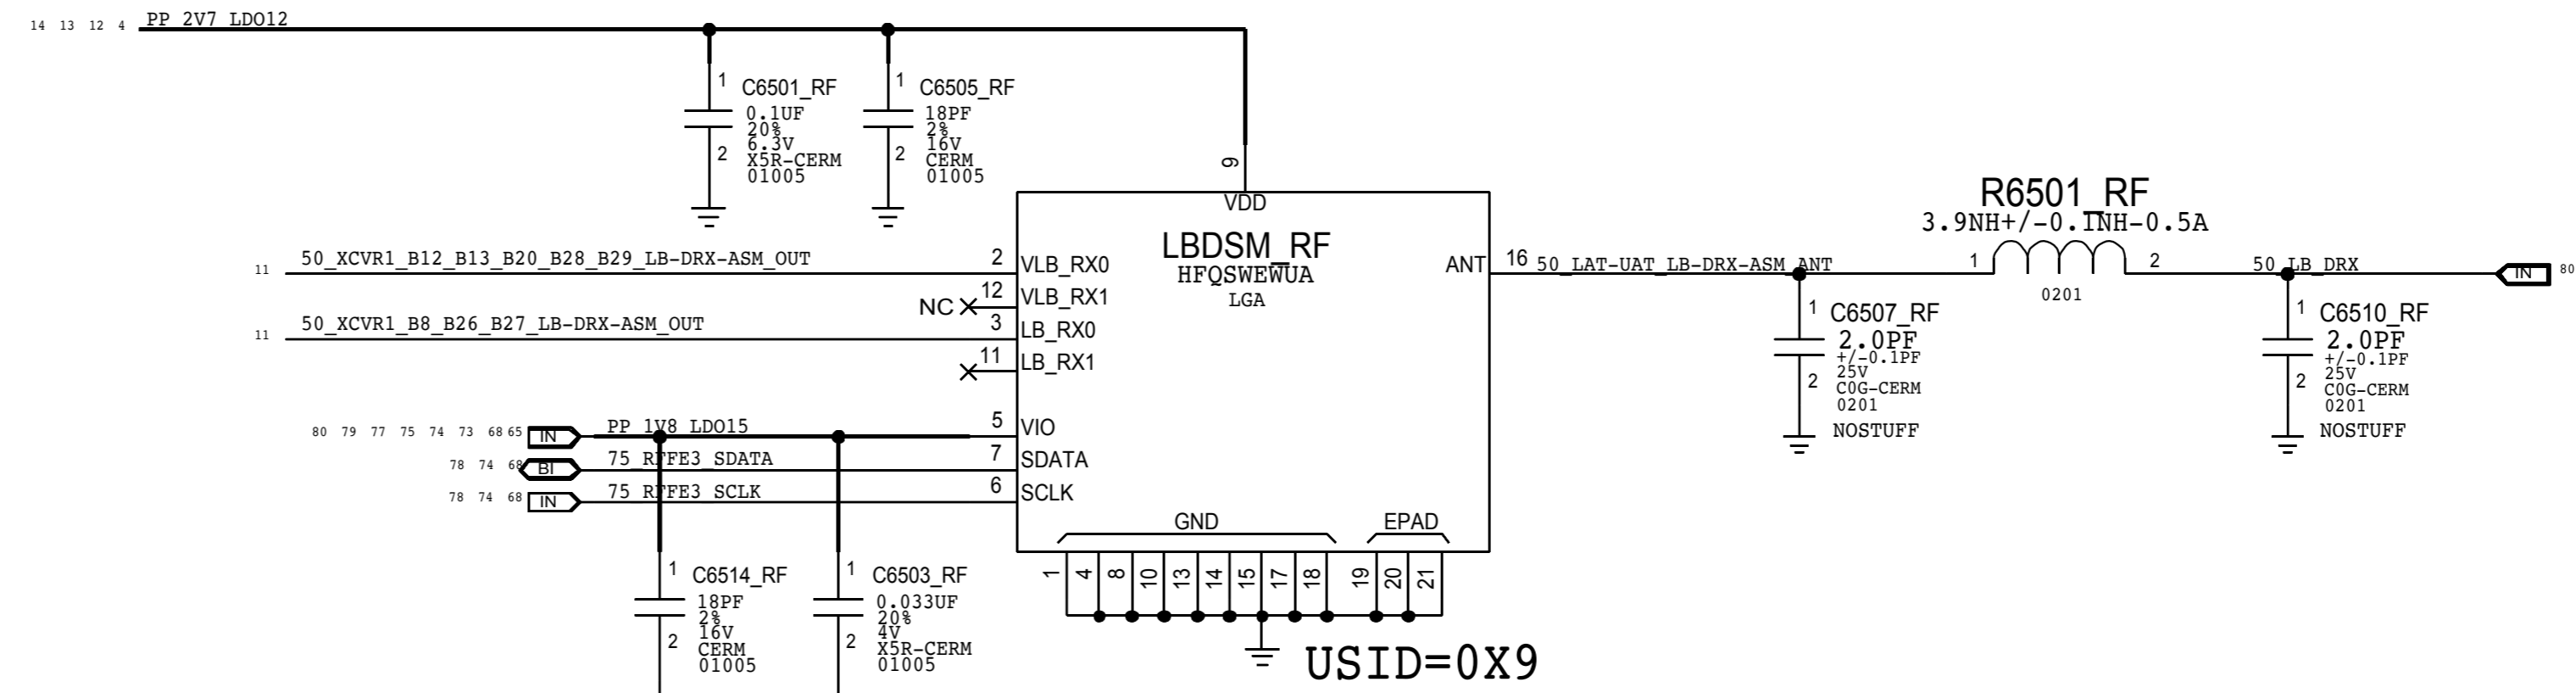 14 13 12 4 PP_2V7_LDO12
1 C6501_RF
0.1UF
20%
6.3V
2 X5R-CERM
01005
1 C6505_RF
18PF
2%
16V
2 CERM
01005
9
VDD
LBDSM_RF
HFQSWEWUA
LGA
11 50_XCVR1_B12_B13_B20_B28_B29_LB-DRX-ASM_OUT 2 VLB_RX0
NC 12 VLB_RX1
11 50_XCVR1_B8_B26_B27_LB-DRX-ASM_OUT 3 LB_RX0
11 LB_RX1
80 79 77 75 74 73 68 65 IN PP_1V8_LDO15 5 VIO
78 74 68 BI 75_RFFE3_SDATA 7 SDATA
78 74 68 IN 75_RFFE3_SCLK 6 SCLK
ANT 16 50_LAT-UAT_LB-DRX-ASM_ANT
R6501_RF
3.9NH+/-0.1NH-0.5A
1 2
0201
50_LB_DRX IN 80
1 C6507_RF
2.0PF
+/-0.1PF
25V
2 C0G-CERM
0201
NOSTUFF
1 C6510_RF
2.0PF
+/-0.1PF
25V
2 C0G-CERM
0201
NOSTUFF
GND EPAD
1 4 8 10 13 14 15 17 18 19 20 21
1 C6514_RF
18PF
2%
16V
2 CERM
01005
1 C6503_RF
0.033UF
20%
4V
2 X5R-CERM
01005
USID=0X9